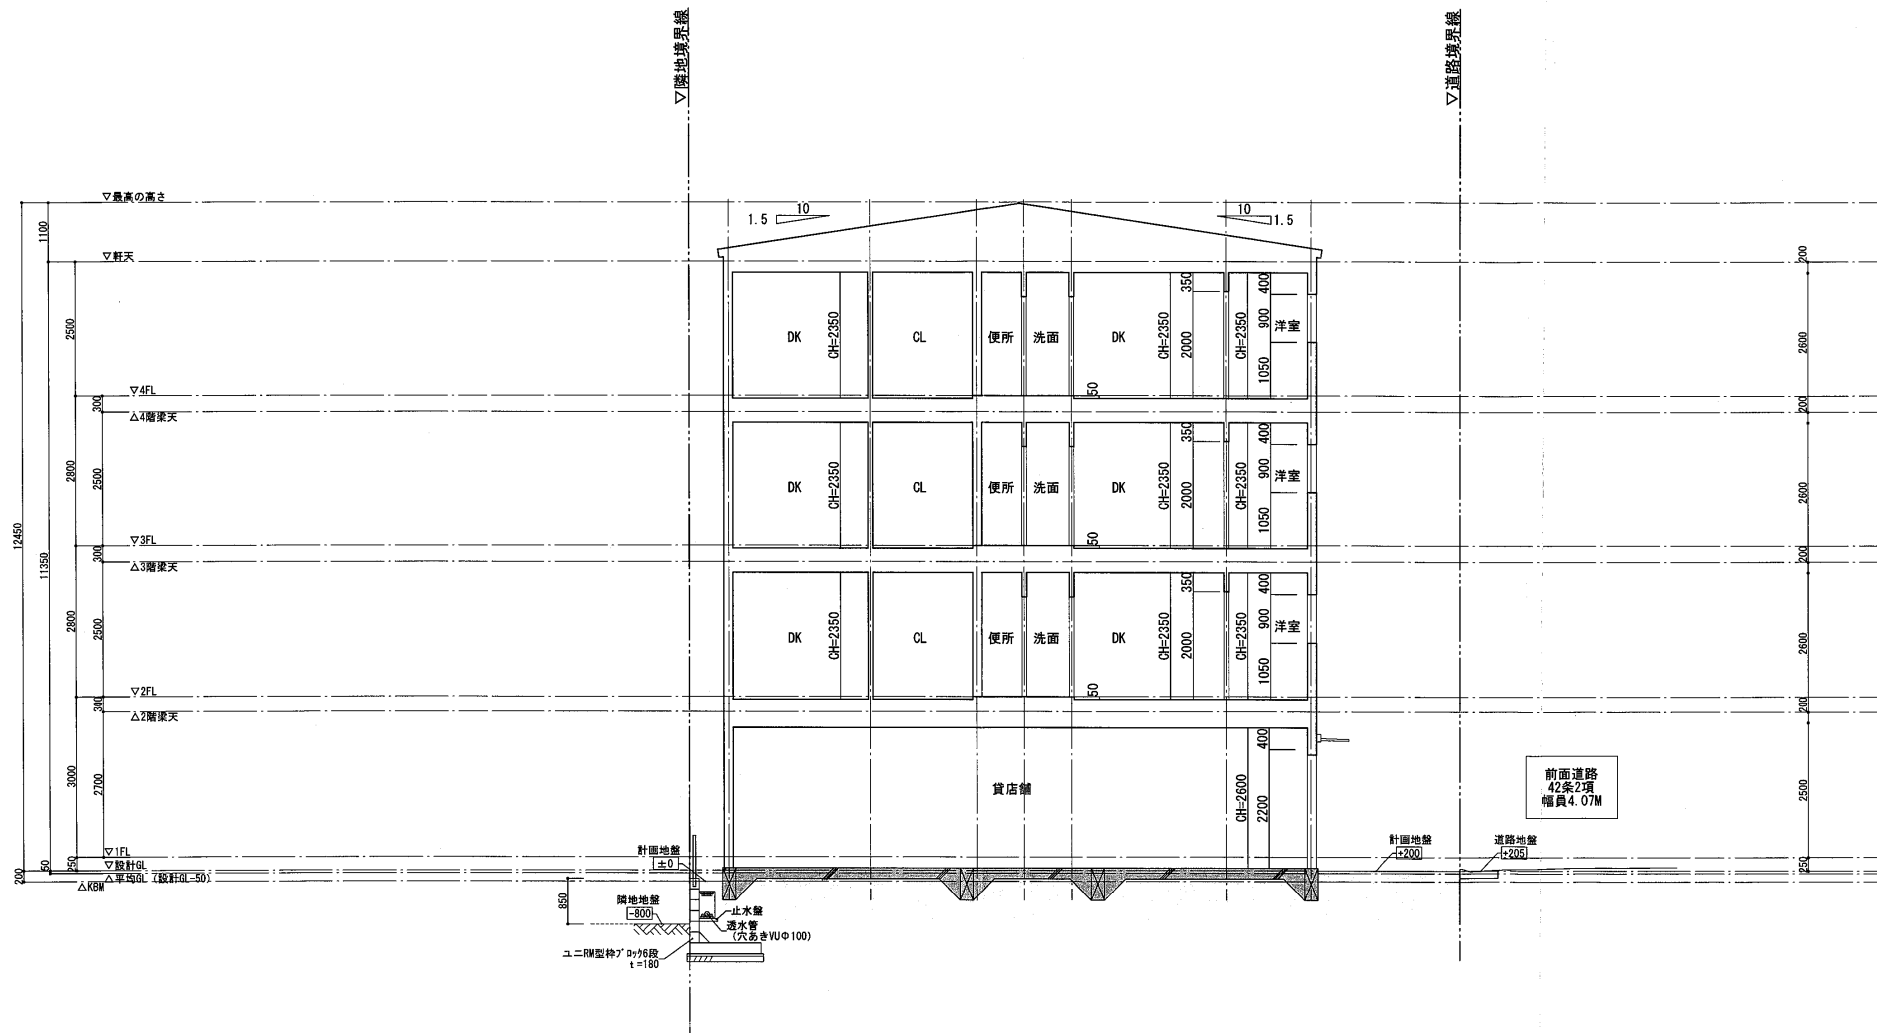 ▽隣地境界線
▽道路境界線
▽最高の高さ
▽軒天
▽4FL
△4階梁天
▽3FL
△3階梁天
▽2FL
△2階梁天
▽1FL
▽設計GL
△平均GL (設計GL-50)
△KBM
12450
200
1100
11350
50
2500
2800
2800
3000
250
300
2500
300
2500
340
2700
10
1.5
10
1.5
DK
CH=2350
CL
便所
洗面
DK
50
CH=2350
350
2000
CH=2350
400
900
1050
洋室
DK
CH=2350
CL
便所
洗面
DK
50
CH=2350
350
2000
CH=2350
400
900
1050
洋室
DK
CH=2350
CL
便所
洗面
DK
50
CH=2350
350
2000
CH=2350
400
900
1050
洋室
貸店舗
CH=2600
400
2200
200
2600
200
2600
200
2600
200
2500
250
前面道路
42条2項
幅員4.07M
計画地盤
±0
850
隣地地盤
-800
止水盤
透水管
(穴あきVUΦ100)
ユニRM型枠ブロック6段
t=180
計画地盤
+200
道路地盤
+205